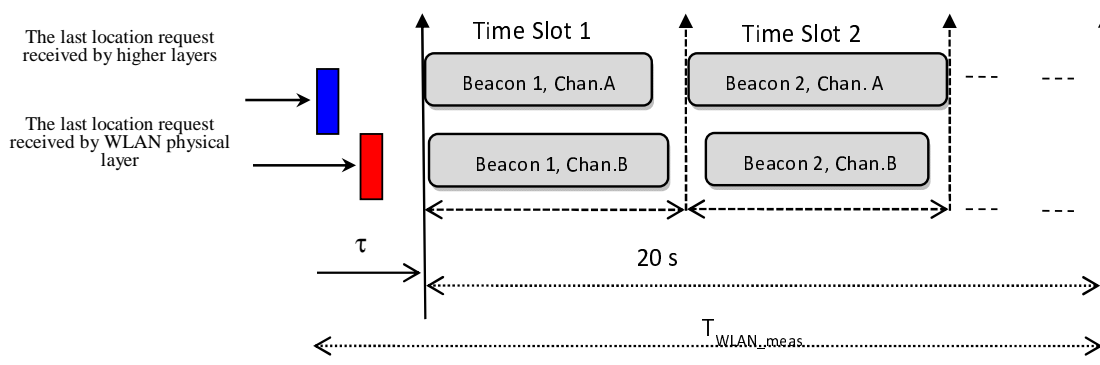 The last location request
received by higher layers
The last location request
received by WLAN physical
layer
Time Slot 1
Time Slot 2
Beacon 1, Chan.A
Beacon 2, Chan. A
Beacon 1, Chan.B
Beacon 2, Chan.B
τ
20 s
T WLAN_meas